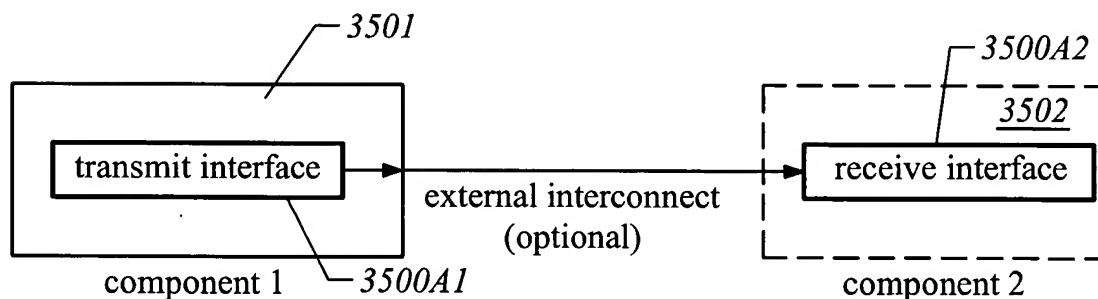 3501
3500A2
3502
transmit interface
receive interface
external interconnect
(optional)
component 1
3500A1
component 2